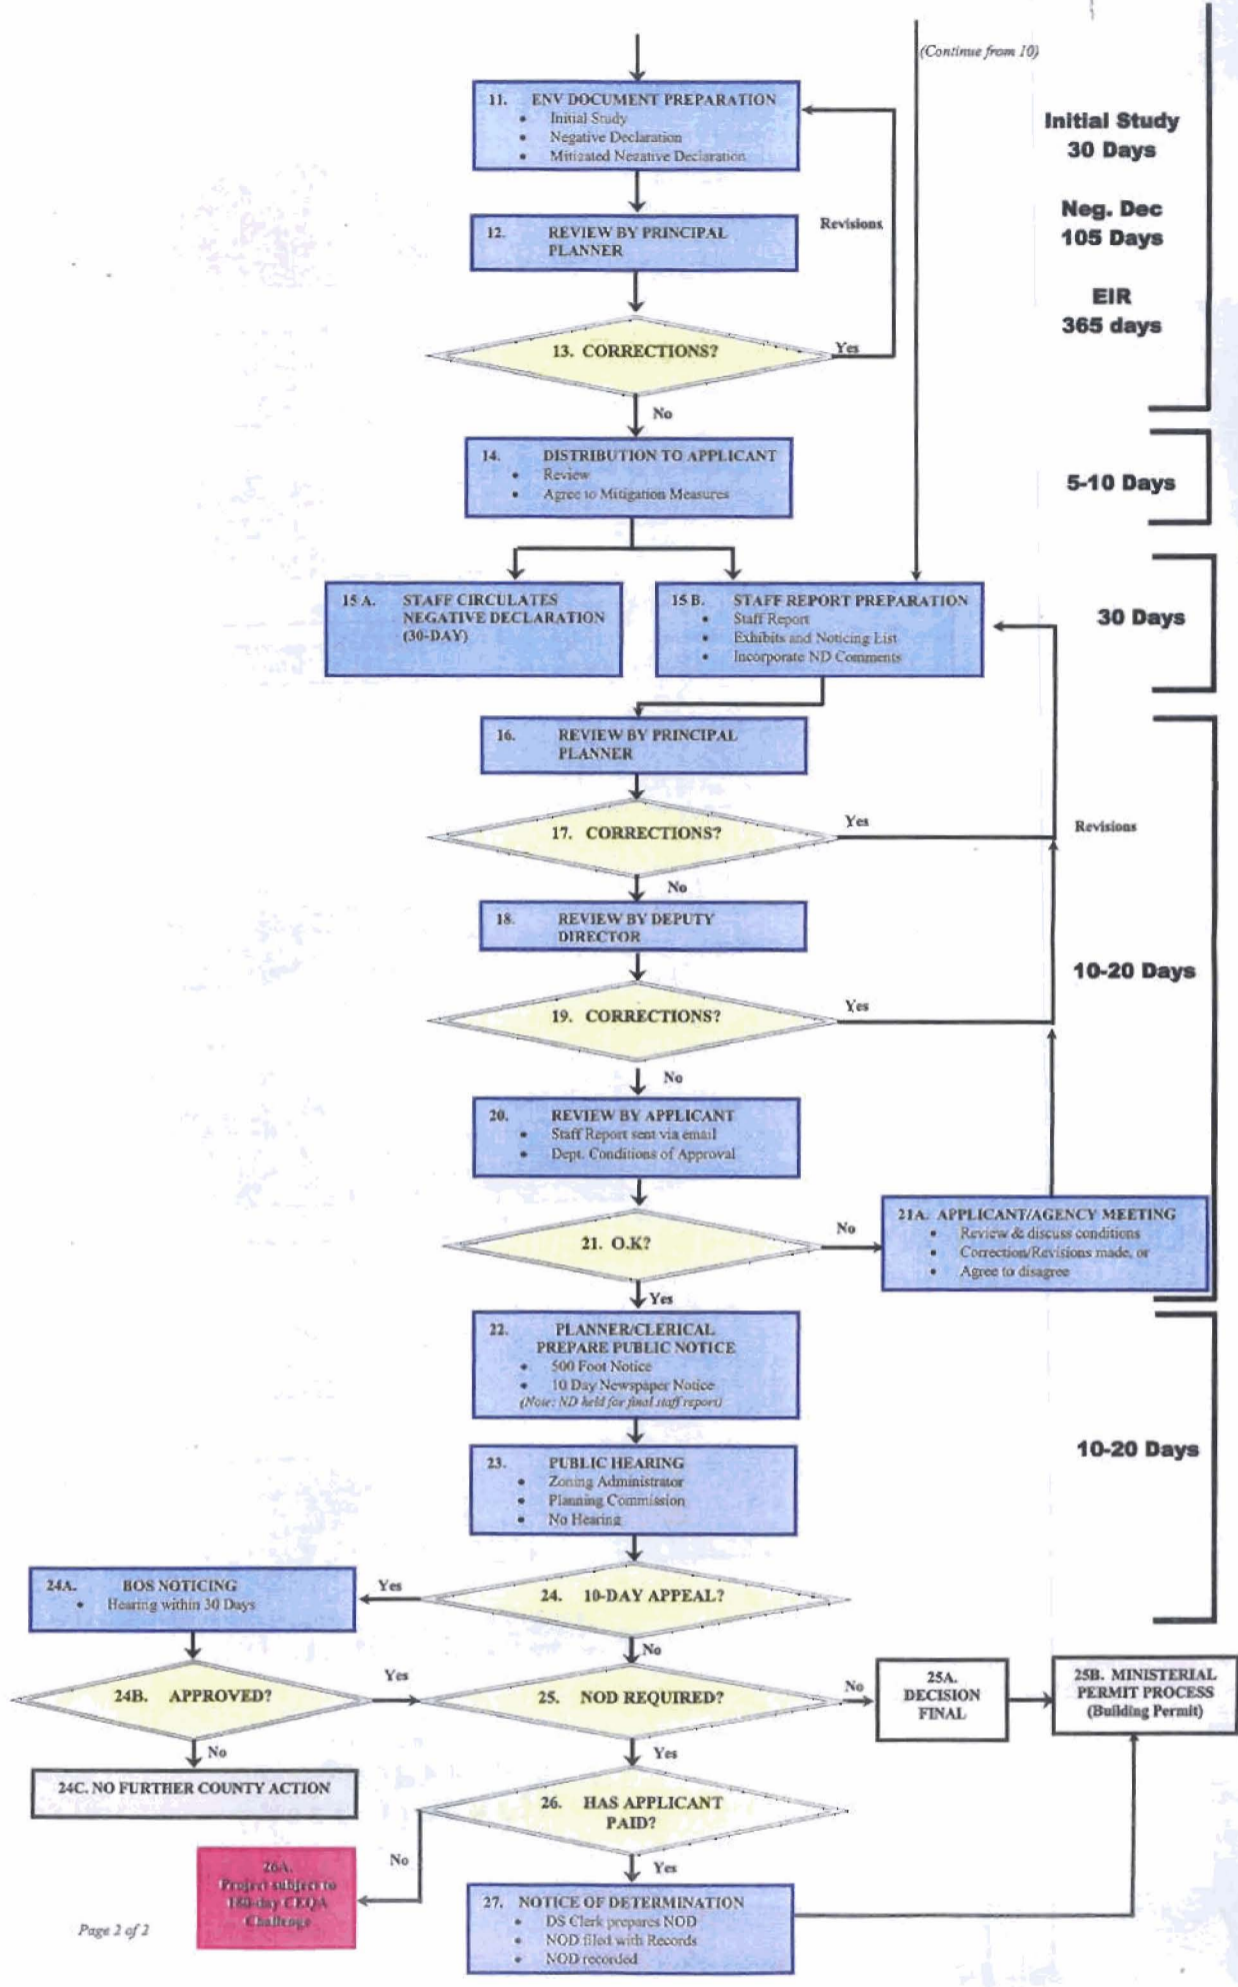 (Continue from 10)
11. ENV DOCUMENT PREPARATION
• Initial Study
• Negative Declaration
• Mitizated Negative Declaration
Initial Study
30 Days
Neg. Dec
105 Days
EIR
365 days
12. REVIEW BY PRINCIPAL
PLANNER
Revisions
13. CORRECTIONS?
Yes
No
14. DISTRIBUTION TO APPLICANT
• Review
• Agree to Mitigation Measures
5-10 Days
15 A. STAFF CIRCULATES
NEGATIVE DECLARATION
(30-DAY)
15 B. STAFF REPORT PREPARATION
• Staff Report
• Exhibits and Noticing List
• Incorporate ND Comments
30 Days
16. REVIEW BY PRINCIPAL
PLANNER
17. CORRECTIONS?
Yes
Revisions
No
18. REVIEW BY DEPUTY
DIRECTOR
10-20 Days
19. CORRECTIONS?
Yes
No
20. REVIEW BY APPLICANT
• Staff Report sent via email
• Dept. Conditions of Approval
21. O.K?
No
21A. APPLICANT/AGENCY MEETING
• Review & discuss conditions
• Correction/Revisions made, or
• Agree to disagree
Yes
22. PLANNER/CLERICAL
PREPARE PUBLIC NOTICE
• 500 Foot Notice
• 10 Day Newspaper Notice
(Note: ND held for final staff report)
10-20 Days
23. PUBLIC HEARING
• Zoning Administrator
• Planning Commission
• No Hearing
24. 10-DAY APPEAL?
Yes
24A. BOS NOTICING
• Hearing within 30 Days
No
24B. APPROVED?
Yes
25. NOD REQUIRED?
No
25A.
DECISION
FINAL
25B. MINISTERIAL
PERMIT PROCESS
(Building Permit)
No
Yes
24C. NO FURTHER COUNTY ACTION
26. HAS APPLICANT
PAID?
No
Yes
26A.
Project subject to
180-day CEQA
Challenge
27. NOTICE OF DETERMINATION
• DS Clerk prepares NOD
• NOD filed with Records
• NOD recorded
Page 2 of 2